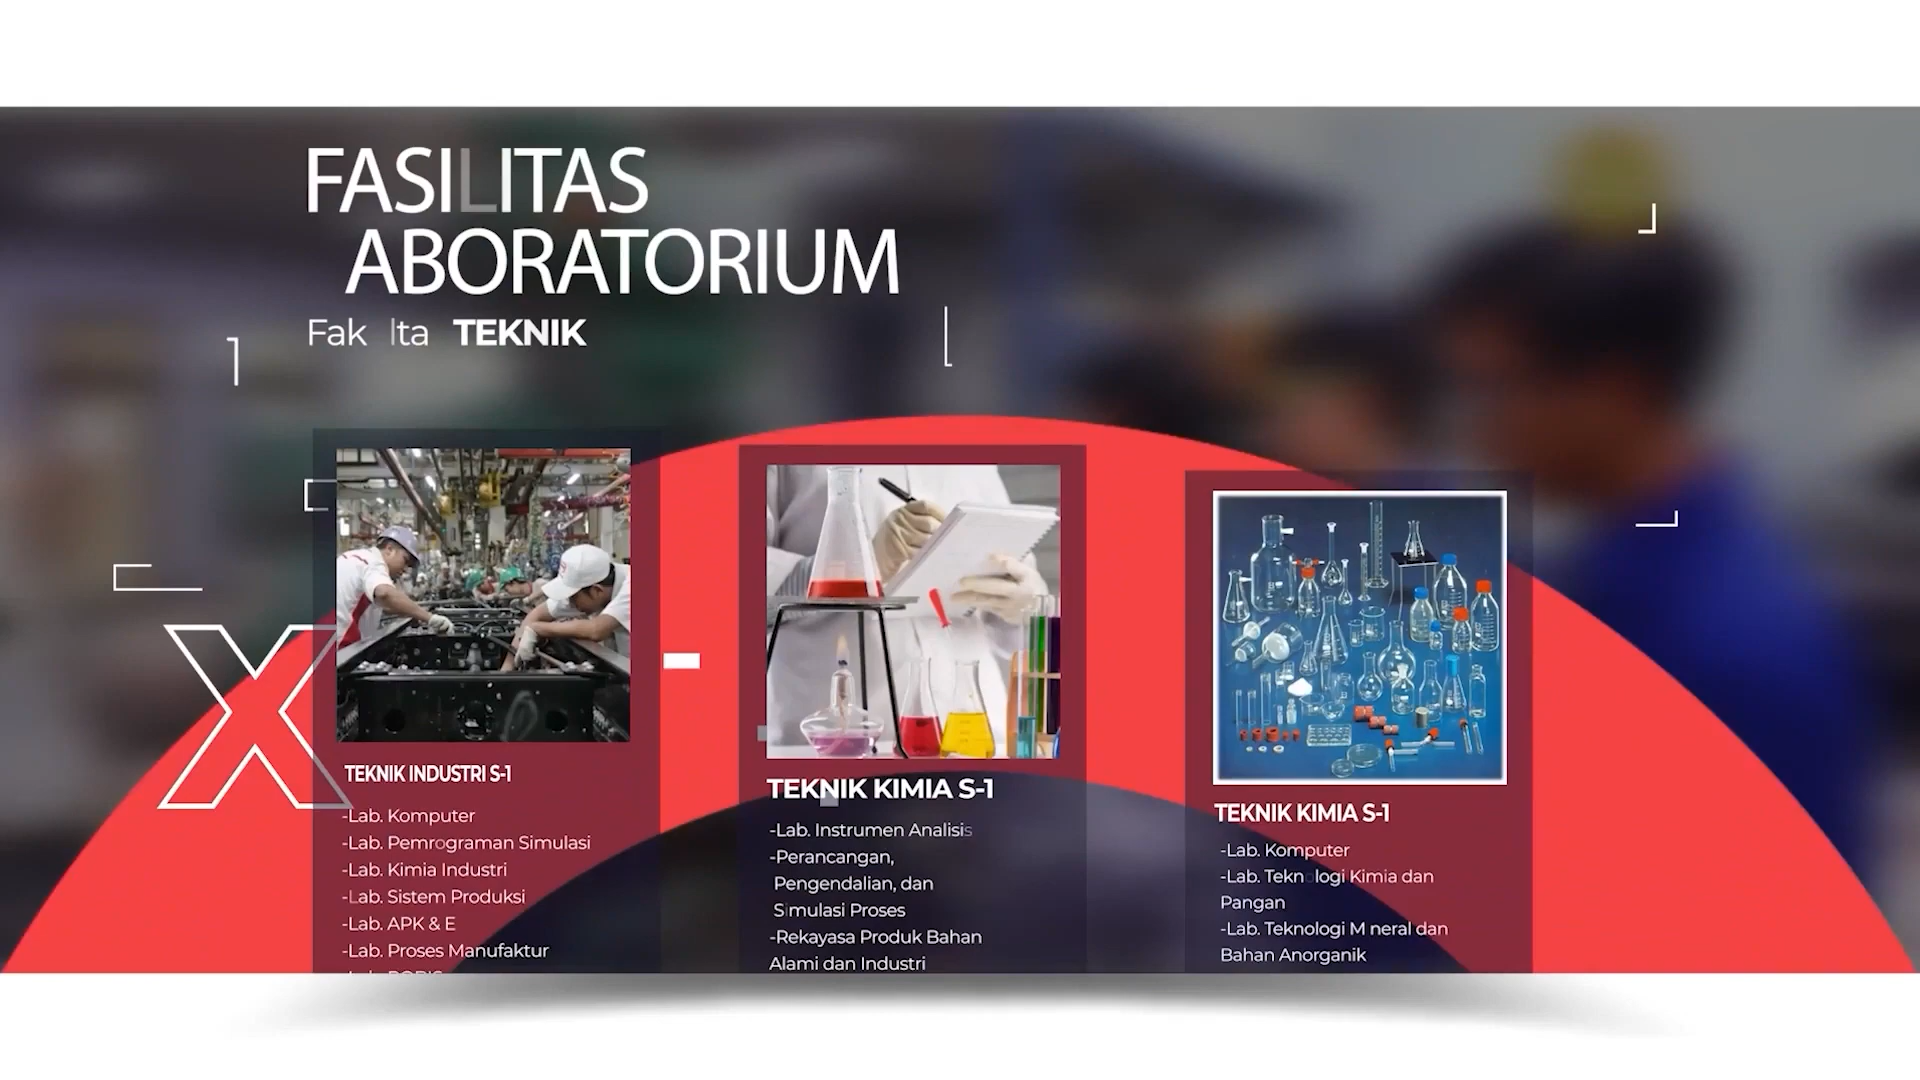 FASILITAS
ABORATORIUM
Fak lta TEKNIK
X
TEKNIK INDUSTRI S-1
-Lab. Komputer
-Lab. Pemrograman Simulasi
-Lab. Kimia Industri
-Lab. Sistem Produksi
-Lab. APK & E
-Lab. Proses Manufaktur
TEKNIK KIMIA S-1
-Lab. Instrumen Analisis
-Perancangan,
Pengendalian, dan
Simulasi Proses
-Rekayasa Produk Bahan
Alami dan Industri
TEKNIK KIMIA S-1
-Lab. Komputer
-Lab. Teknologi Kimia dan
Pangan
-Lab. Teknologi M neral dan
Bahan Anorganik